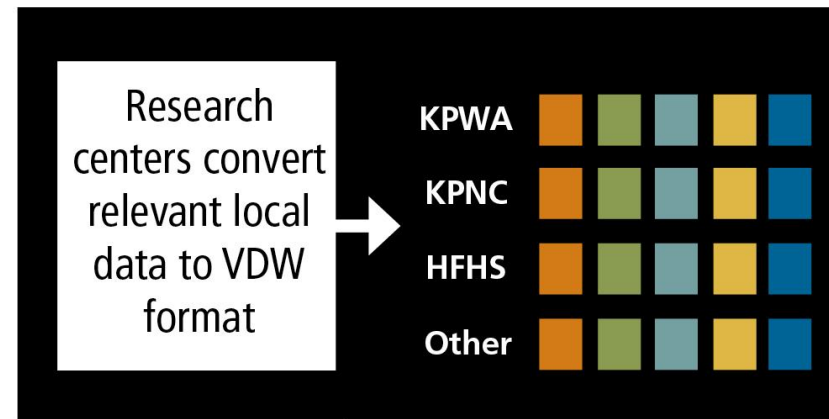 Research
centers convert
relevant local
data to VDW
format
KPWA
KPNC
HFHS
Other